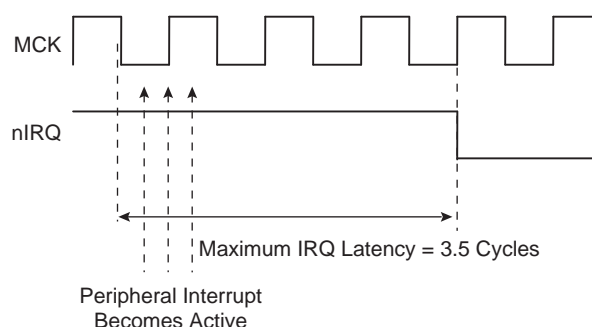 MCK
nIRQ
Maximum IRQ Latency = 3.5 Cycles
Peripheral Interrupt
Becomes Active